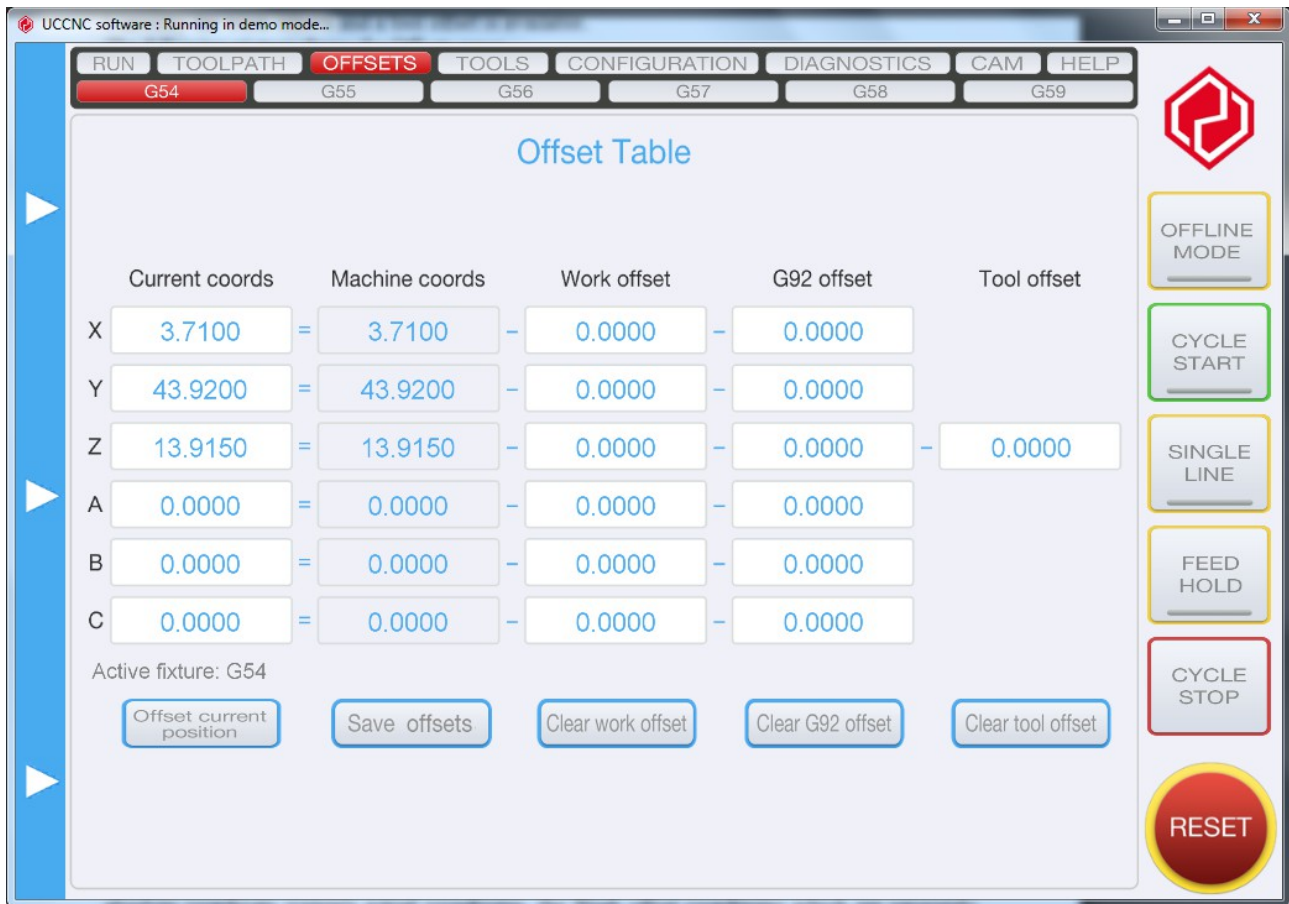 UCCNC software : Running in demo mode...
RUN TOOLPATH OFFSETS TOOLS CONFIGURATION DIAGNOSTICS CAM HELP
G54 G55 G56 G57 G58 G59
Offset Table
Current coords Machine coords Work offset G92 offset Tool offset
X 3.7100 = 3.7100 - 0.0000 - 0.0000
Y 43.9200 = 43.9200 - 0.0000 - 0.0000
Z 13.9150 = 13.9150 - 0.0000 - 0.0000 - 0.0000
A 0.0000 = 0.0000 - 0.0000 - 0.0000
B 0.0000 = 0.0000 - 0.0000 - 0.0000
C 0.0000 = 0.0000 - 0.0000 - 0.0000
Active fixture: G54
Offset current
position
Save offsets
Clear work offset
Clear G92 offset
Clear tool offset
OFFLINE
MODE
CYCLE
START
SINGLE
LINE
FEED
HOLD
CYCLE
STOP
RESET